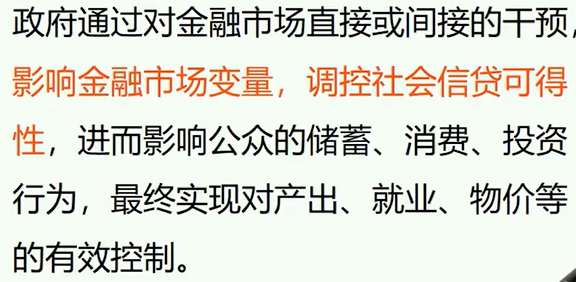 政府通过对金融市场直接或间接的干预，
影响金融市场变量，调控社会信贷可得
性，进而影响公众的储蓄、消费、投资
行为，最终实现对产出、就业、物价等
的有效控制。